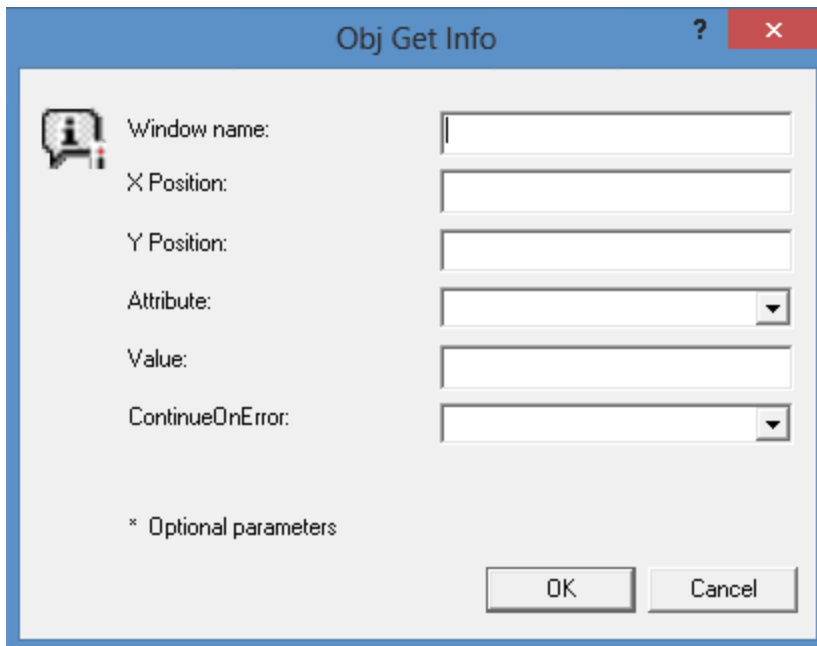 Obj Get Info
?
Window name:
X Position:
Y Position:
Attribute:
Value:
ContinueOnError:
* Optional parameters
OK Cancel